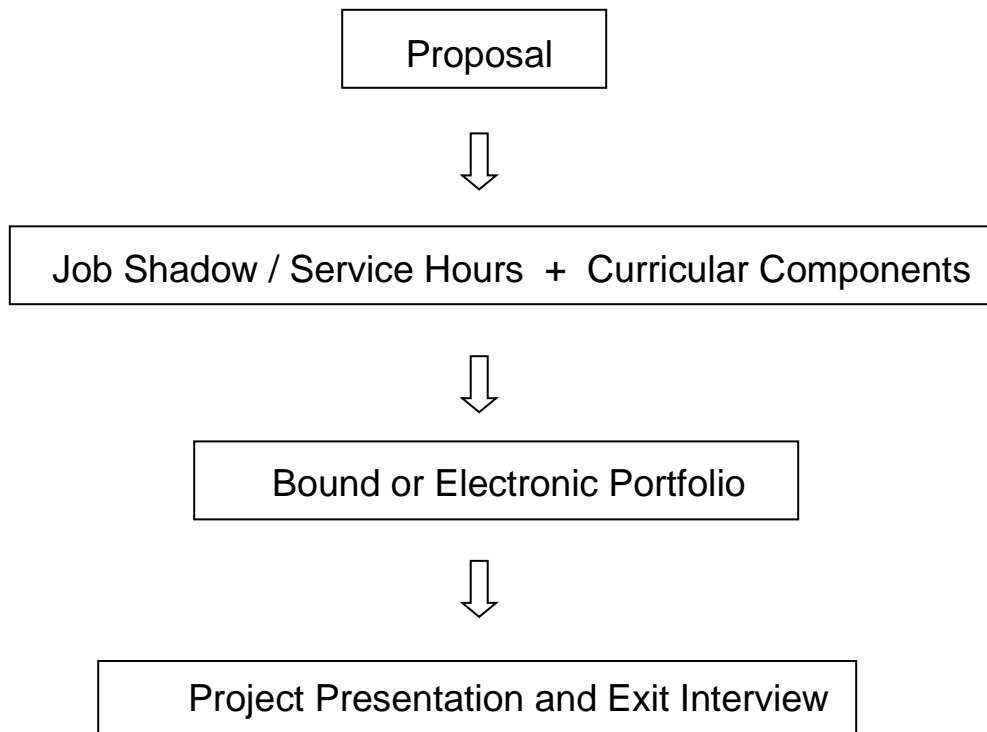 Proposal
Job Shadow / Service Hours + Curricular Components
Bound or Electronic Portfolio
Project Presentation and Exit Interview